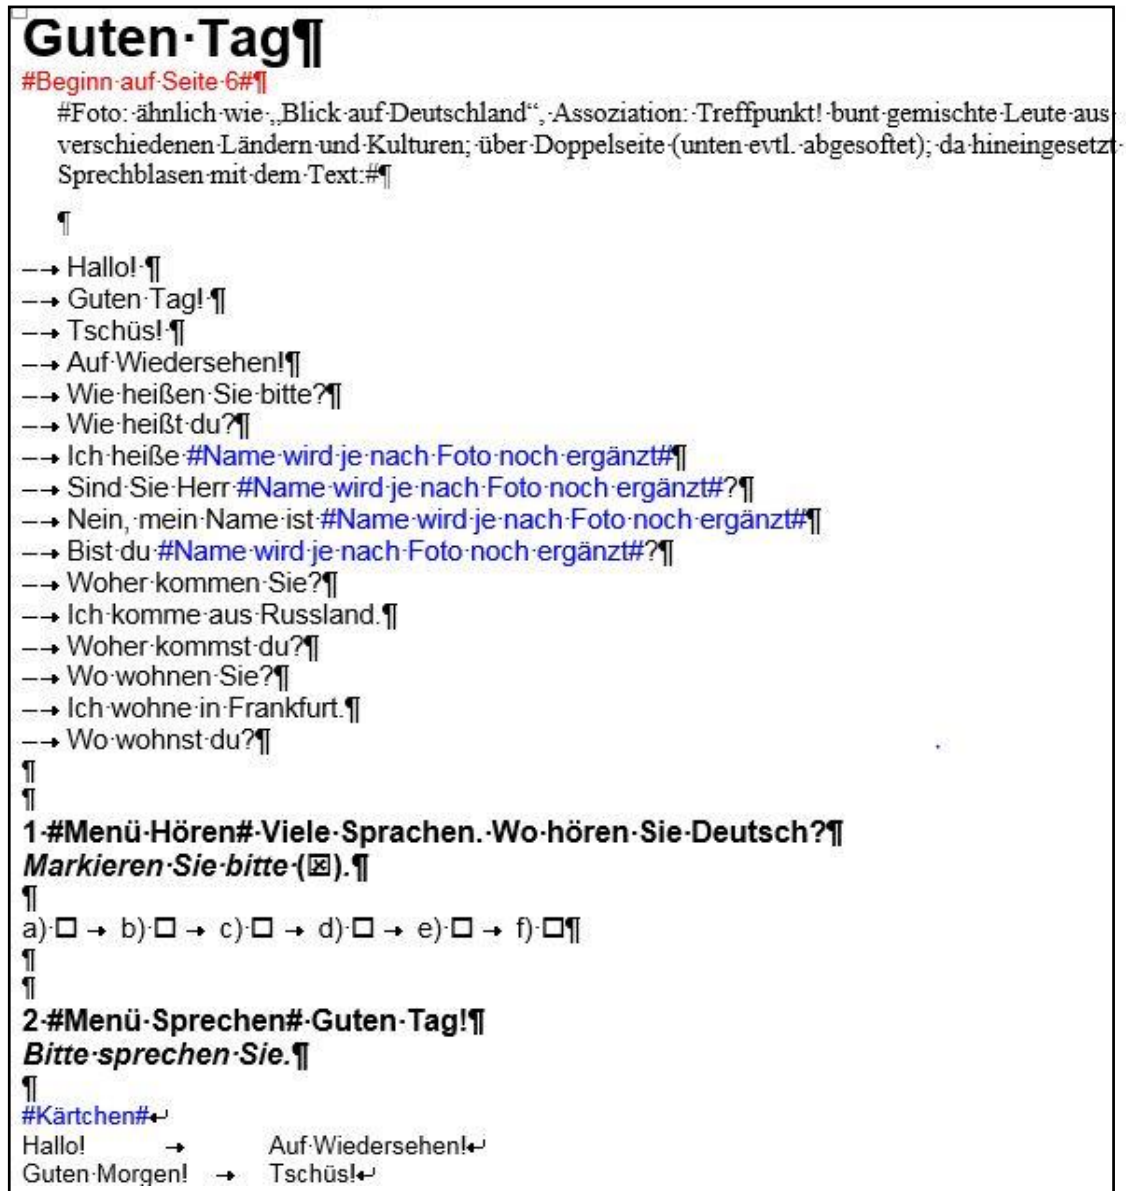 Guten·Tag¶
#Beginn·auf·Seite·6#¶
#Foto:·ähnlich·wie·„Blick·auf·Deutschland“,·Assoziation:·Treffpunkt!·bunt·gemischte·Leute·aus·
verschiedenen·Ländern·und·Kulturen;·über·Doppelseite·(unten·evtl.·abgesoftet);·da·hineingesetzt·
Sprechblasen·mit·dem·Text:#¶
¶
–→ Hallo!·¶
–→ Guten·Tag!·¶
–→ Tschüs!·¶
–→ Auf·Wiedersehen!¶
–→ Wie·heißen·Sie·bitte?¶
–→ Wie·heißt·du?¶
–→ Ich·heiße·#Name·wird·je·nach·Foto·noch·ergänzt#¶
–→ Sind·Sie·Herr·#Name·wird·je·nach·Foto·noch·ergänzt#?¶
–→ Nein,·mein·Name·ist·#Name·wird·je·nach·Foto·noch·ergänzt#¶
–→ Bist·du·#Name·wird·je·nach·Foto·noch·ergänzt#?¶
–→ Woher·kommen·Sie?¶
–→ Ich·komme·aus·Russland.¶
–→ Woher·kommst·du?¶
–→ Wo·wohnen·Sie?¶
–→ Ich·wohne·in·Frankfurt.¶
–→ Wo·wohnst·du?¶
¶
¶
1·#Menü·Hören#·Viele·Sprachen.·Wo·hören·Sie·Deutsch?¶
Markieren·Sie·bitte·(☒).¶
¶
a)·☐ → b)·☐ → c)·☐ → d)·☐ → e)·☐ → f)·☐¶
¶
¶
2·#Menü·Sprechen#·Guten·Tag!¶
Bitte·sprechen·Sie.¶
¶
#Kärtchen#↵
Hallo! → Auf·Wiedersehen!↵
Guten·Morgen! → Tschüs!↵